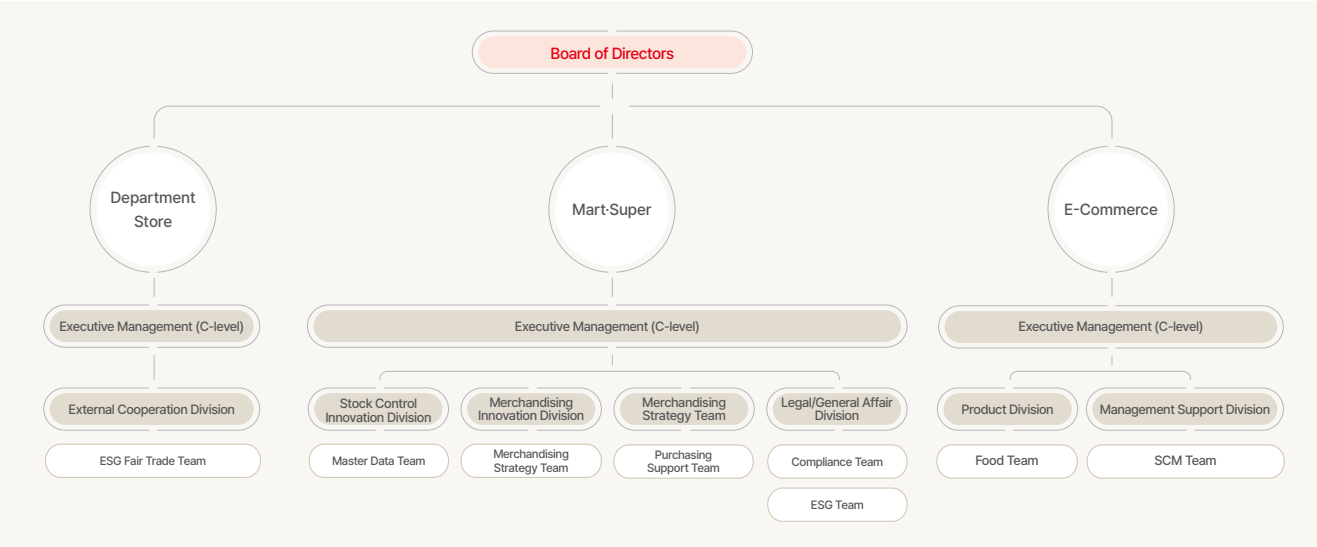 Board of Directors
Department
Store
Mart·Super
E-Commerce
Executive Management (C-level)
Executive Management (C-level)
Executive Management (C-level)
External Cooperation Division
Stock Control
Innovation Division
Merchandising
Innovation Division
Merchandising
Strategy Team
Legal/General Affair
Division
Product Division
Management Support Division
ESG Fair Trade Team
Master Data Team
Merchandising
Strategy Team
Purchasing
Support Team
Compliance Team
Food Team
SCM Team
ESG Team